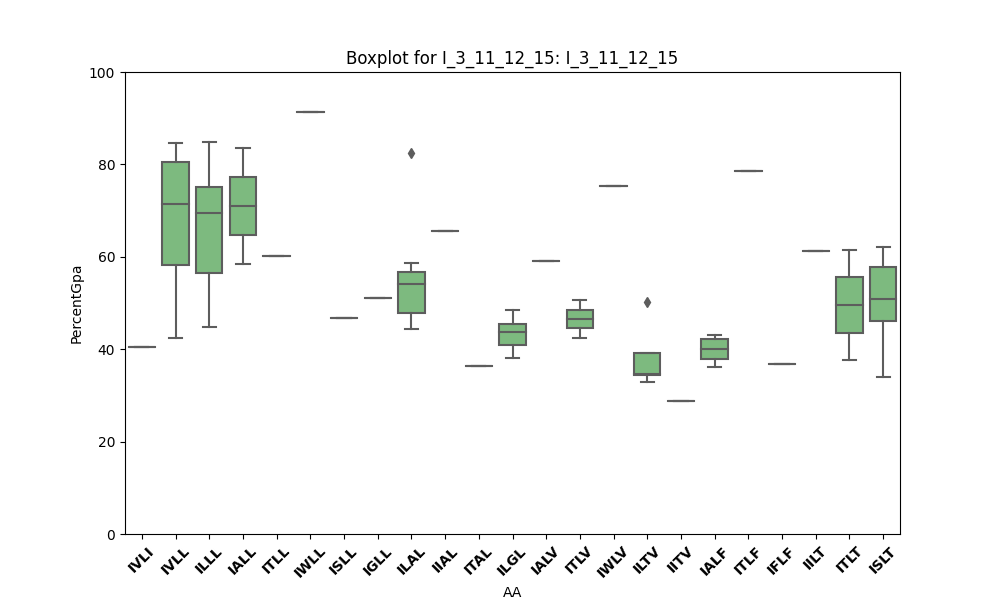 Boxplot for I_3_11_12_15: I_3_11_12_15
100
80
60
40
20
0
PercentGpa
IVLI IVLL ILLL IALL ITLL IWLL ISLL IGLL ILAL IIAL ITAL ILGL IALV ITLV IWLV ILTV IITV IALF ITLF IFLF IILT ITLT ISLT
AA